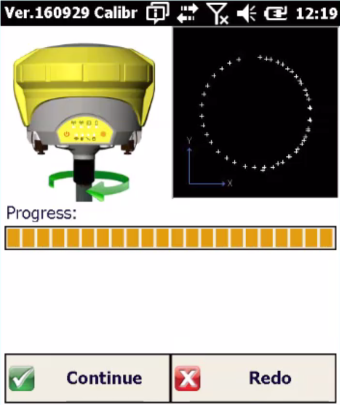 Ver.160929 Calibr 12:19
Y
X
Progress:
Continue
Redo